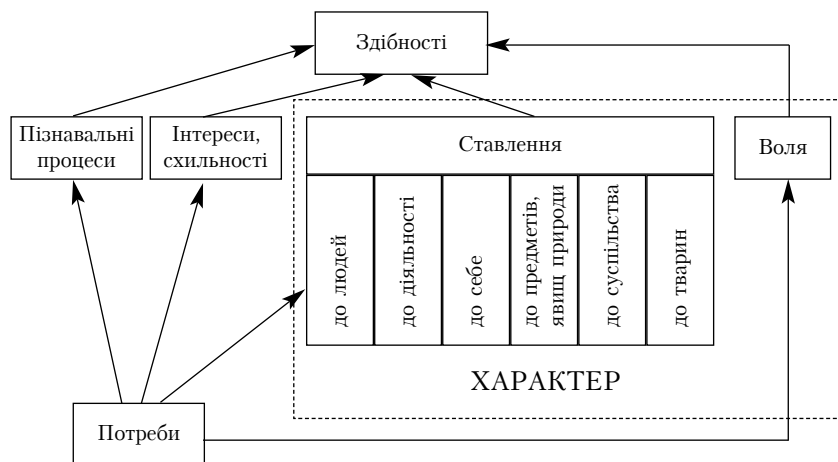 Здібності
Пізнавальні
процеси
Інтереси,
схильності
Ставлення
Воля
до людей
до діяльності
до себе
до предметів,
явищ природи
до суспільства
до тварин
ХАРАКТЕР
Потреби